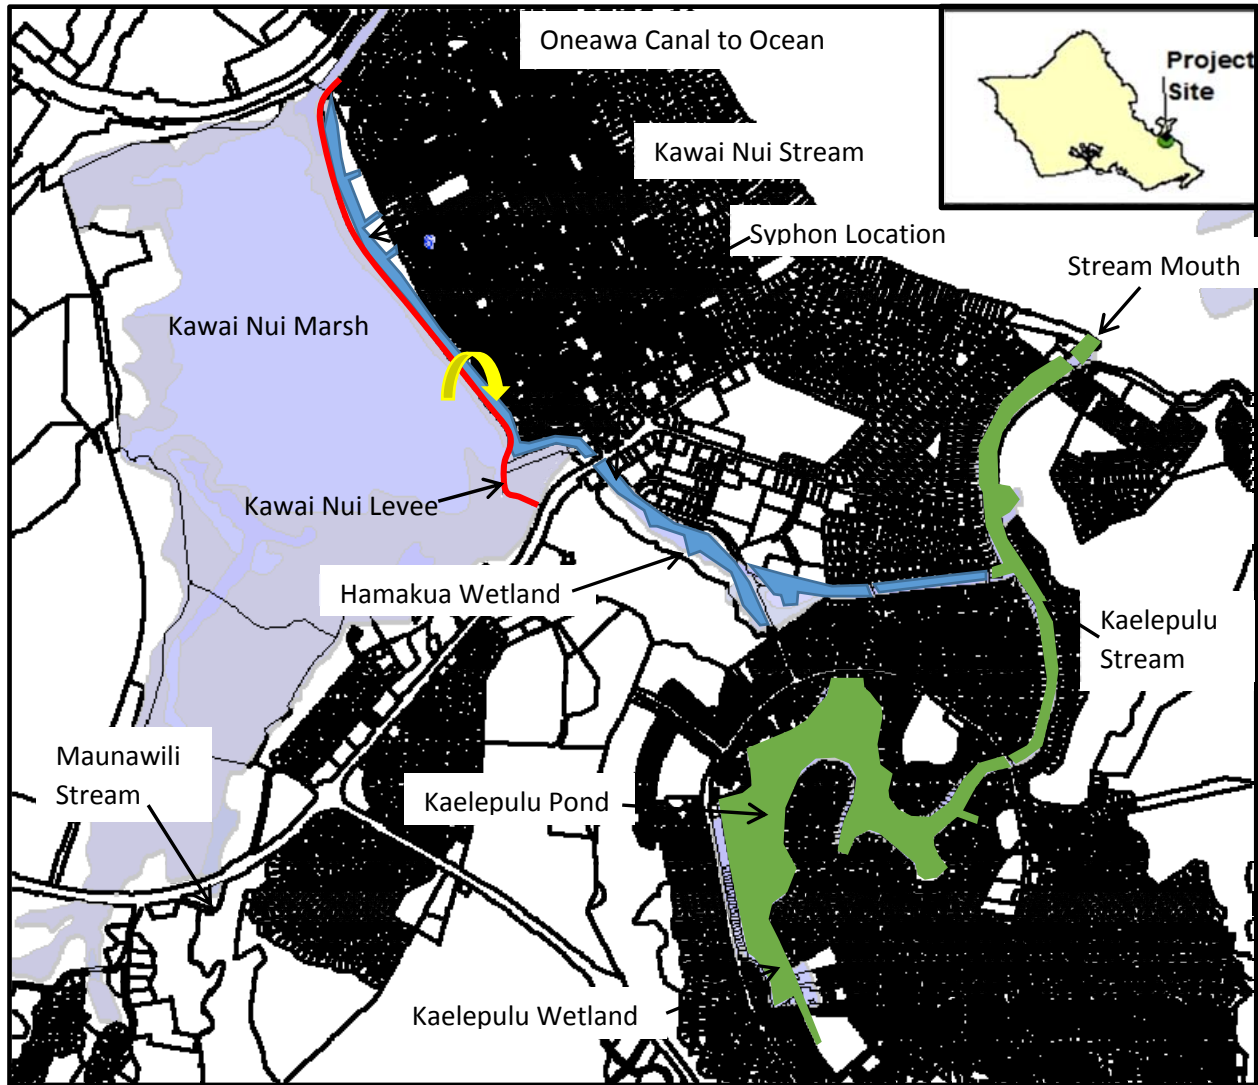 Oneawa Canal to Ocean
Project
Site
Kawai Nui Stream
Syphon Location
Stream Mouth
Kawai Nui Marsh
Kawai Nui Levee
Hamakua Wetland
Kaelepulu
Stream
Maunawili
Stream
Kaelepulu Pond
Kaelepulu Wetland